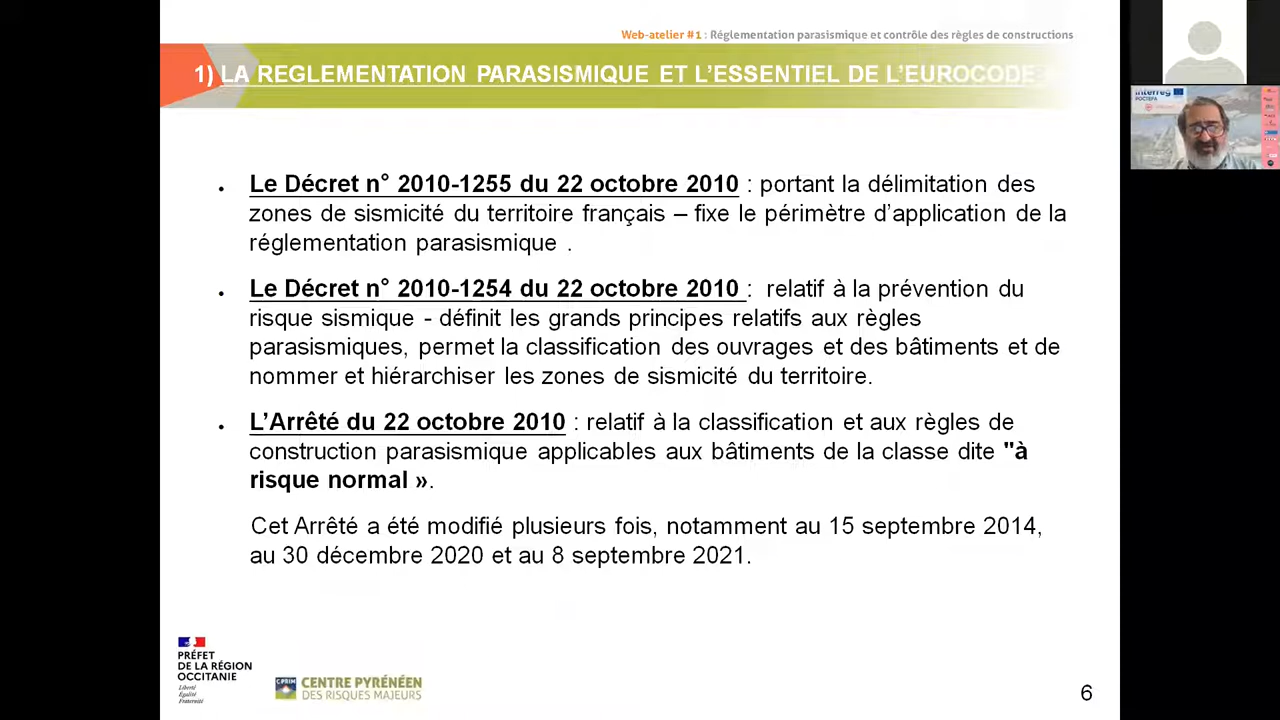 Web-atelier #1 : Réglementation parasismique et contrôle des règles de constructions
1) LA REGLEMENTATION PARASISMIQUE ET L’ESSENTIEL DE L’EUROCODE
• Le Décret n° 2010-1255 du 22 octobre 2010 : portant la délimitation des
zones de sismicité du territoire français – fixe le périmètre d’application de la
réglementation parasismique .
• Le Décret n° 2010-1254 du 22 octobre 2010 : relatif à la prévention du
risque sismique - définit les grands principes relatifs aux règles
parasismiques, permet la classification des ouvrages et des bâtiments et de
nommer et hiérarchiser les zones de sismicité du territoire.
• L’Arrêté du 22 octobre 2010 : relatif à la classification et aux règles de
construction parasismique applicables aux bâtiments de la classe dite "à
risque normal ».
Cet Arrêté a été modifié plusieurs fois, notamment au 15 septembre 2014,
au 30 décembre 2020 et au 8 septembre 2021.
PRÉFET
DE LA RÉGION
OCCITANIE
Liberté
Égalité
Fraternité
CPRIM
CENTRE PYRÉNÉEN
DES RISQUES MAJEURS
6
interreg
POCTEFA